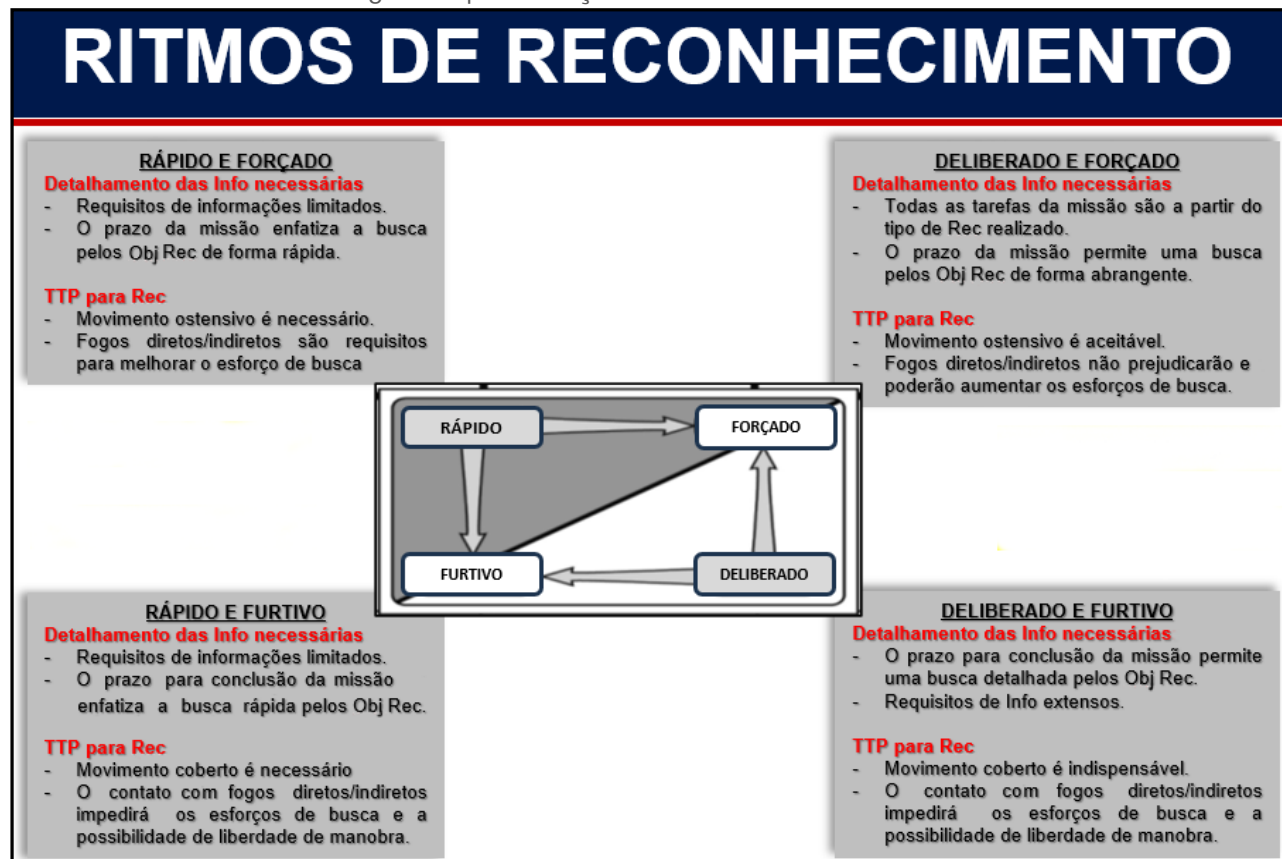 RITMOS DE RECONHECIMENTO
RÁPIDO E FORÇADO
Detalhamento das Info necessárias
- Requisitos de informações limitados.
- O prazo da missão enfatiza a busca
pelos Obj Rec de forma rápida.
TTP para Rec
- Movimento ostensivo é necessário.
- Fogos diretos/indiretos são requisitos
para melhorar o esforço de busca
DELIBERADO E FORÇADO
Detalhamento das Info necessárias
- Todas as tarefas da missão são a partir do
tipo de Rec realizado.
- O prazo da missão permite uma busca
pelos Obj Rec de forma abrangente.
TTP para Rec
- Movimento ostensivo é aceitável.
- Fogos diretos/indiretos não prejudicarão e
poderão aumentar os esforços de busca.
RÁPIDO
FORÇADO
FURTIVO
DELIBERADO
RÁPIDO E FURTIVO
Detalhamento das Info necessárias
- Requisitos de informações limitados.
- O prazo para conclusão da missão
enfatiza a busca rápida pelos Obj Rec.
TTP para Rec
- Movimento coberto é necessário
- O contato com fogos diretos/indiretos
impedirá os esforços de busca e a
possibilidade de liberdade de manobra.
DELIBERADO E FURTIVO
Detalhamento das Info necessárias
- O prazo para conclusão da missão permite
uma busca detalhada pelos Obj Rec.
- Requisitos de Info extensos.
TTP para Rec
- Movimento coberto é indispensável.
- O contato com fogos diretos/indiretos
impedirá os esforços de busca e a
possibilidade de liberdade de manobra.